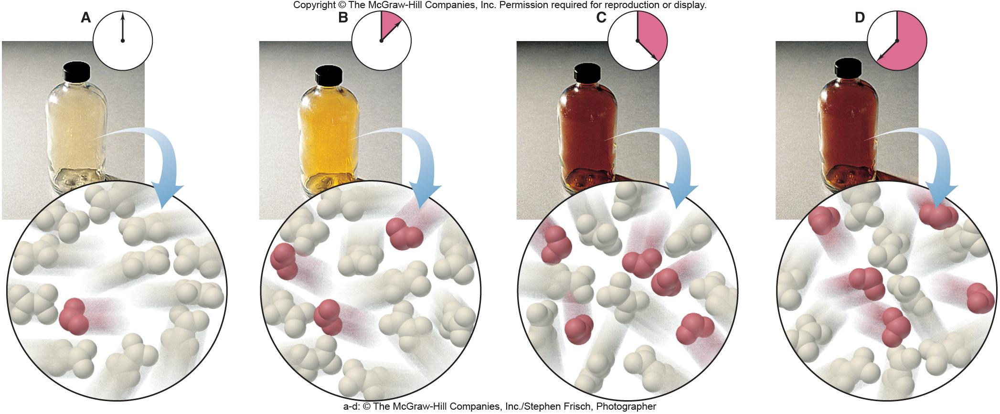 Copyright © The McGraw-Hill Companies, Inc. Permission required for reproduction or display.
A
B
C
D
a-d: © The McGraw-Hill Companies, Inc./Stephen Frisch, Photographer